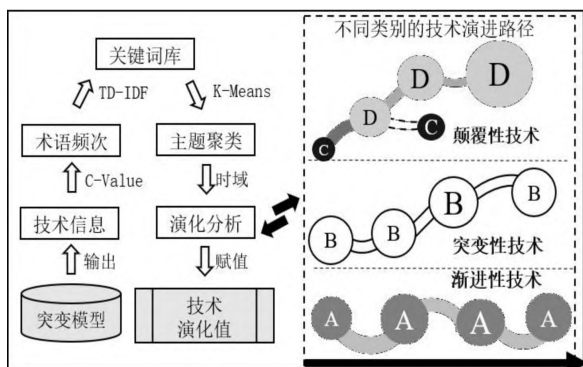 不同类别的技术演进路径
关键词库
TD-IDF
K-Means
术语频次
主题聚类
C-Value
时域
技术信息
演化分析
输出
赋值
突变模型
技术
演化值
D
D
D
C
C
颠覆性技术
B
B
B
B
突变性技术
渐进性技术
A
A
A
A